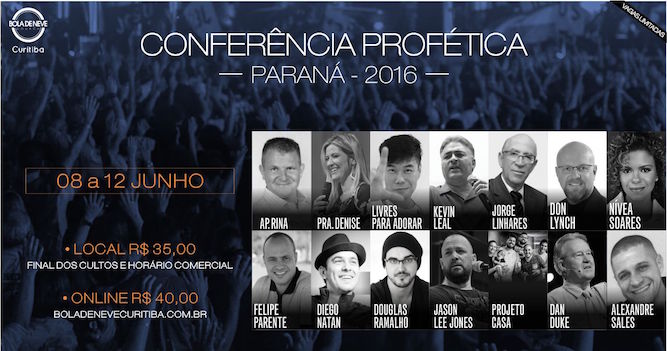 BOLA DE NEVE
CHURCH
Curitiba
VAGAS LIMITADAS
CONFERÊNCIA PROFÉTICA
— PARANÁ - 2016 —
08 a 12 JUNHO
• LOCAL R$ 35,00
FINAL DOS CULTOS E HORÁRIO COMERCIAL
• ONLINE R$ 40,00
BOLADENEVECURITIBA.COM.BR
AP. RINA
PRA. DENISE
LIVRES
PARA ADORAR
KEVIN
LEAL
JORGE
LINHARES
DON
LYNCH
NIVEA
SOARES
FELIPE
PARENTE
DIEGO
NATAN
DOUGLAS
RAMALHO
JASON
LEE JONES
PROJETO
CASA
DAN
DUKE
ALEXANDRE
SALES